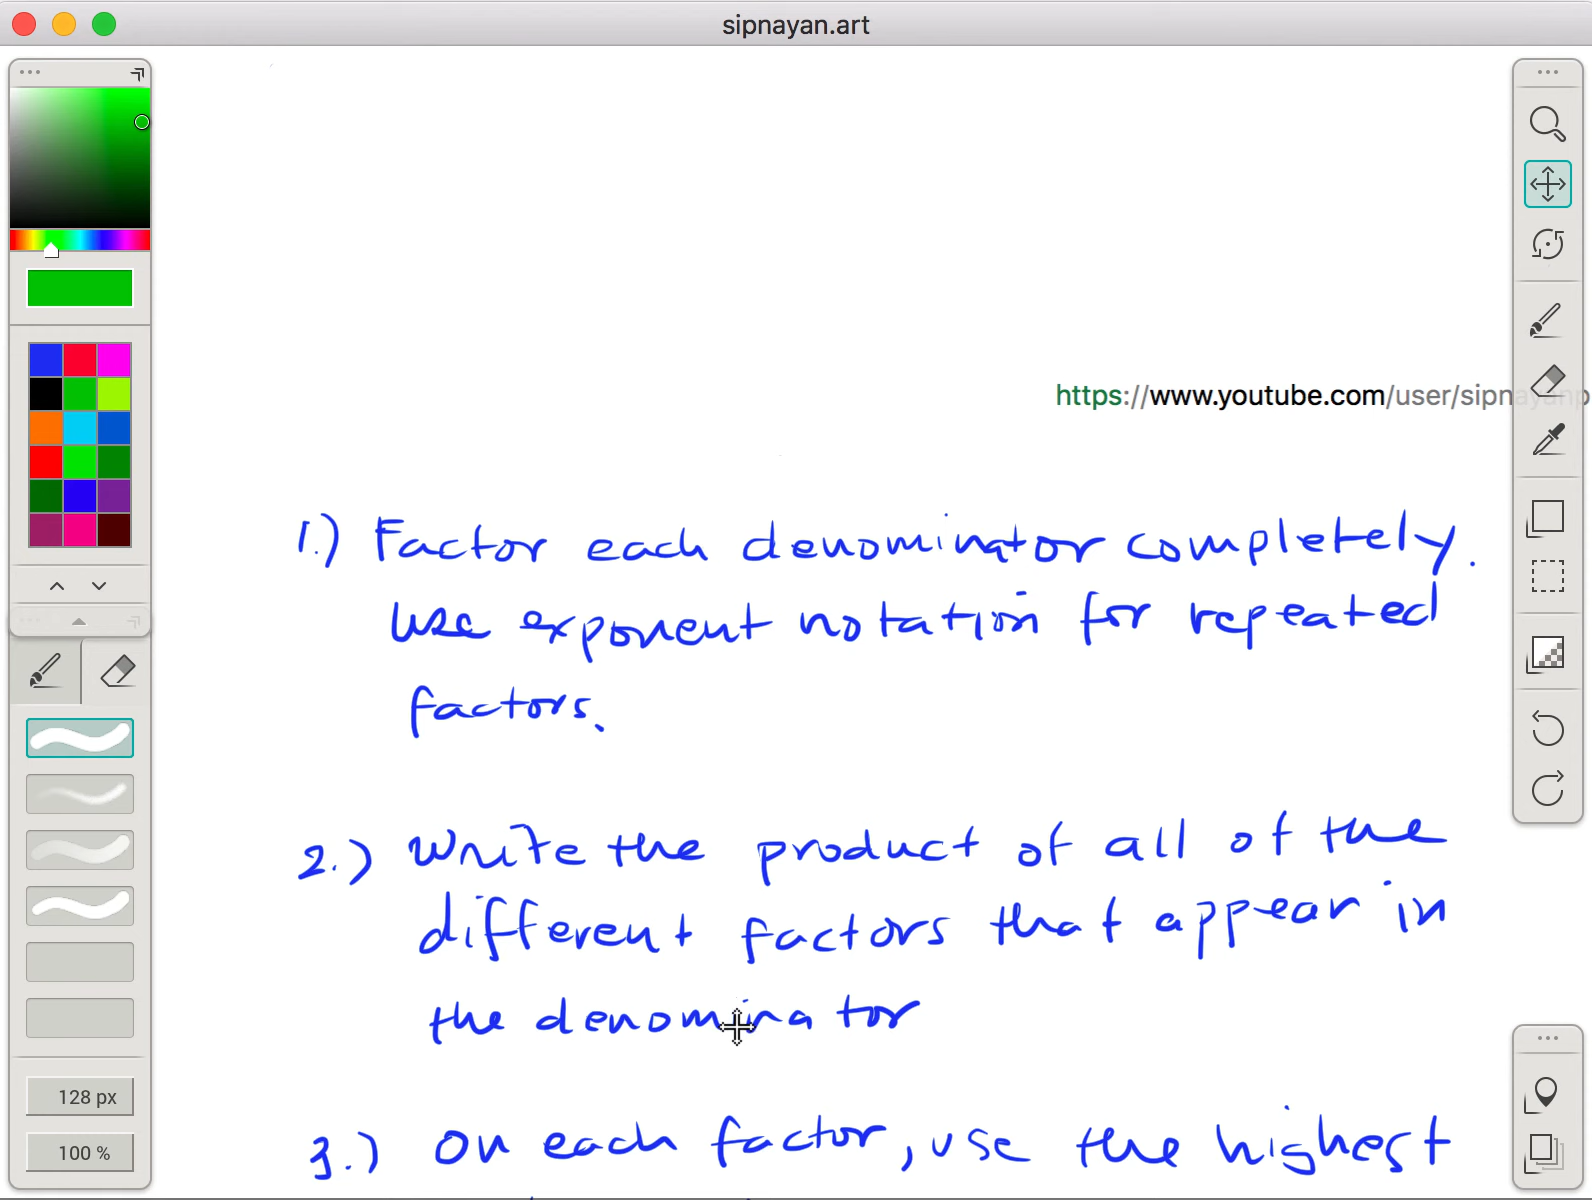 sipnayan.art
https://www.youtube.com/user/sipnayanp
1.) Factor each denominator completely.
Use exponent notation for repeated
factors.
2.) Write the product of all of the
different factors that appear in
the denominator
3.) On each factor, use the highest
128 px
100 %